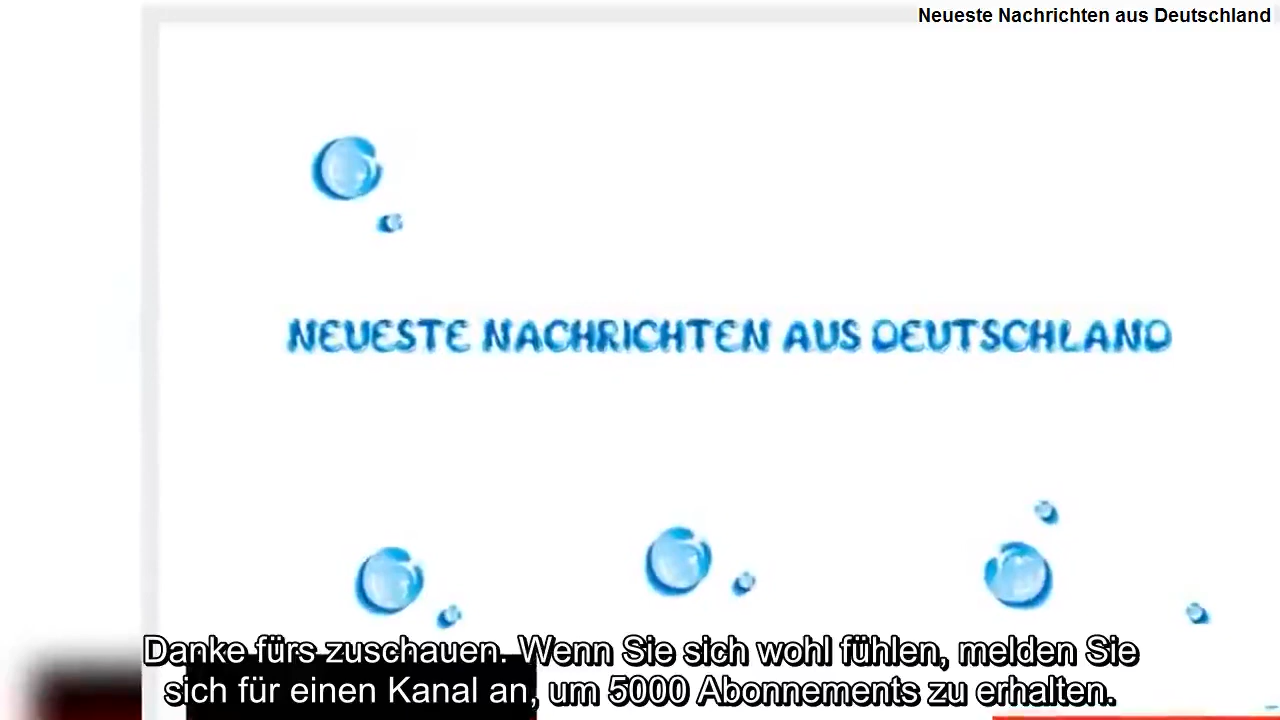 Neueste Nachrichten aus Deutschland
NEUESTE NACHRICHTEN AUS DEUTSCHLAND
Danke fürs zuschauen. Wenn Sie sich wohl fühlen, melden Sie
sich für einen Kanal an, um 5000 Abonnements zu erhalten.